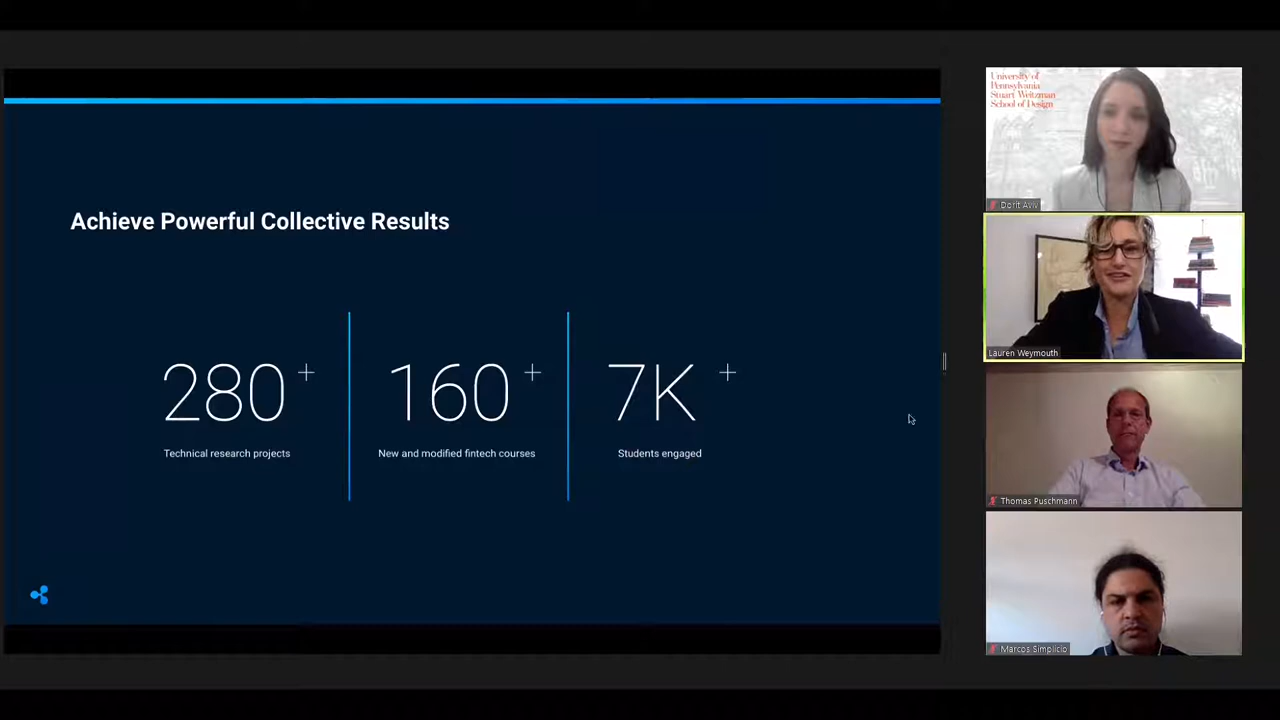 Achieve Powerful Collective Results
280+
Technical research projects
160+
New and modified fintech courses
7K+
Students engaged
University of
Pennsylvania
Stuart Weitzman
School of Design
Dorit Aviv
Lauren Weymouth
Thomas Puschmann
Marcos Simplicio